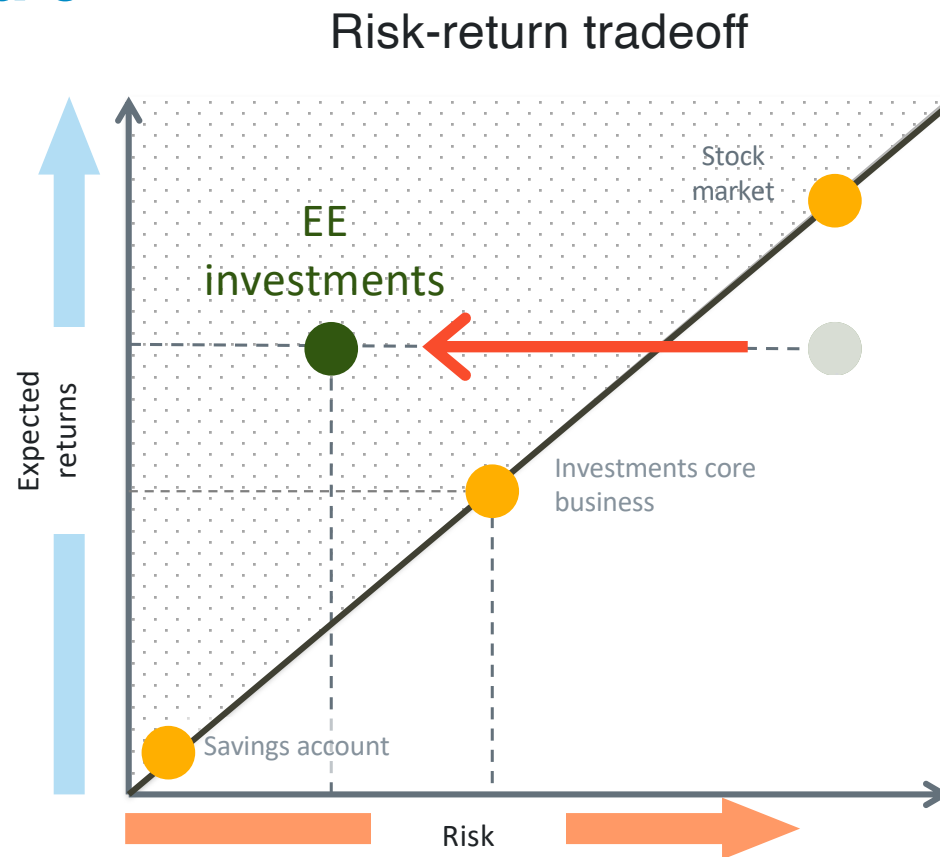 Risk-return tradeoff
Stock
market
EE
investments
Expected
returns
Investments core
business
Savings account
Risk